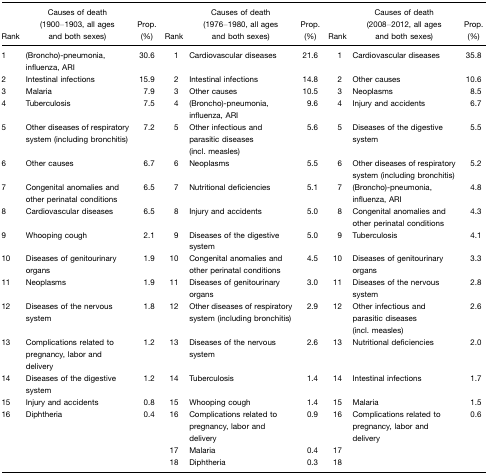 Rank Causes of death (1900–1903, all ages and both sexes) Prop. (%) Rank Causes of death (1976–1980, all ages and both sexes) Prop. (%) Rank Causes of death (2008–2012, all ages and both sexes) Prop. (%)
1 (Broncho)-pneumonia, influenza, ARI 30.6 1 Cardiovascular diseases 21.6 1 Cardiovascular diseases 35.8
2 Intestinal infections 15.9 2 Intestinal infections 14.8 2 Other causes 10.6
3 Malaria 7.9 3 Other causes 10.5 3 Neoplasms 8.5
4 Tuberculosis 7.5 4 (Broncho)-pneumonia, influenza, ARI 9.6 4 Injury and accidents 6.7
5 Other diseases of respiratory system (including bronchitis) 7.2 5 Other infectious and parasitic diseases (incl. measles) 5.6 5 Diseases of the digestive system 5.5
6 Other causes 6.7 6 Neoplasms 5.5 6 Other diseases of respiratory system (including bronchitis) 5.2
7 Congenital anomalies and other perinatal conditions 6.5 7 Nutritional deficiencies 5.1 7 (Broncho)-pneumonia, influenza, ARI 4.8
8 Cardiovascular diseases 6.5 8 Injury and accidents 5.0 8 Congenital anomalies and other perinatal conditions 4.3
9 Whooping cough 2.1 9 Diseases of the digestive system 5.0 9 Tuberculosis 4.1
10 Diseases of genitourinary organs 1.9 10 Congenital anomalies and other perinatal conditions 4.5 10 Diseases of genitourinary organs 3.3
11 Neoplasms 1.9 11 Diseases of genitourinary organs 3.0 11 Diseases of the nervous system 2.8
12 Diseases of the nervous system 1.8 12 Other diseases of respiratory system (including bronchitis) 2.9 12 Other infectious and parasitic diseases (incl. measles) 2.6
13 Complications related to pregnancy, labor and delivery 1.2 13 Diseases of the nervous system 2.6 13 Nutritional deficiencies 2.0
14 Diseases of the digestive system 1.2 14 Tuberculosis 1.4 14 Intestinal infections 1.7
15 Injury and accidents 0.8 15 Whooping cough 1.4 15 Malaria 1.5
16 Diphtheria 0.4 16 Complications related to pregnancy, labor and delivery 0.9 16 Complications related to pregnancy, labor and delivery 0.6
17 Malaria 0.4 17
18 Diphtheria 0.3 18